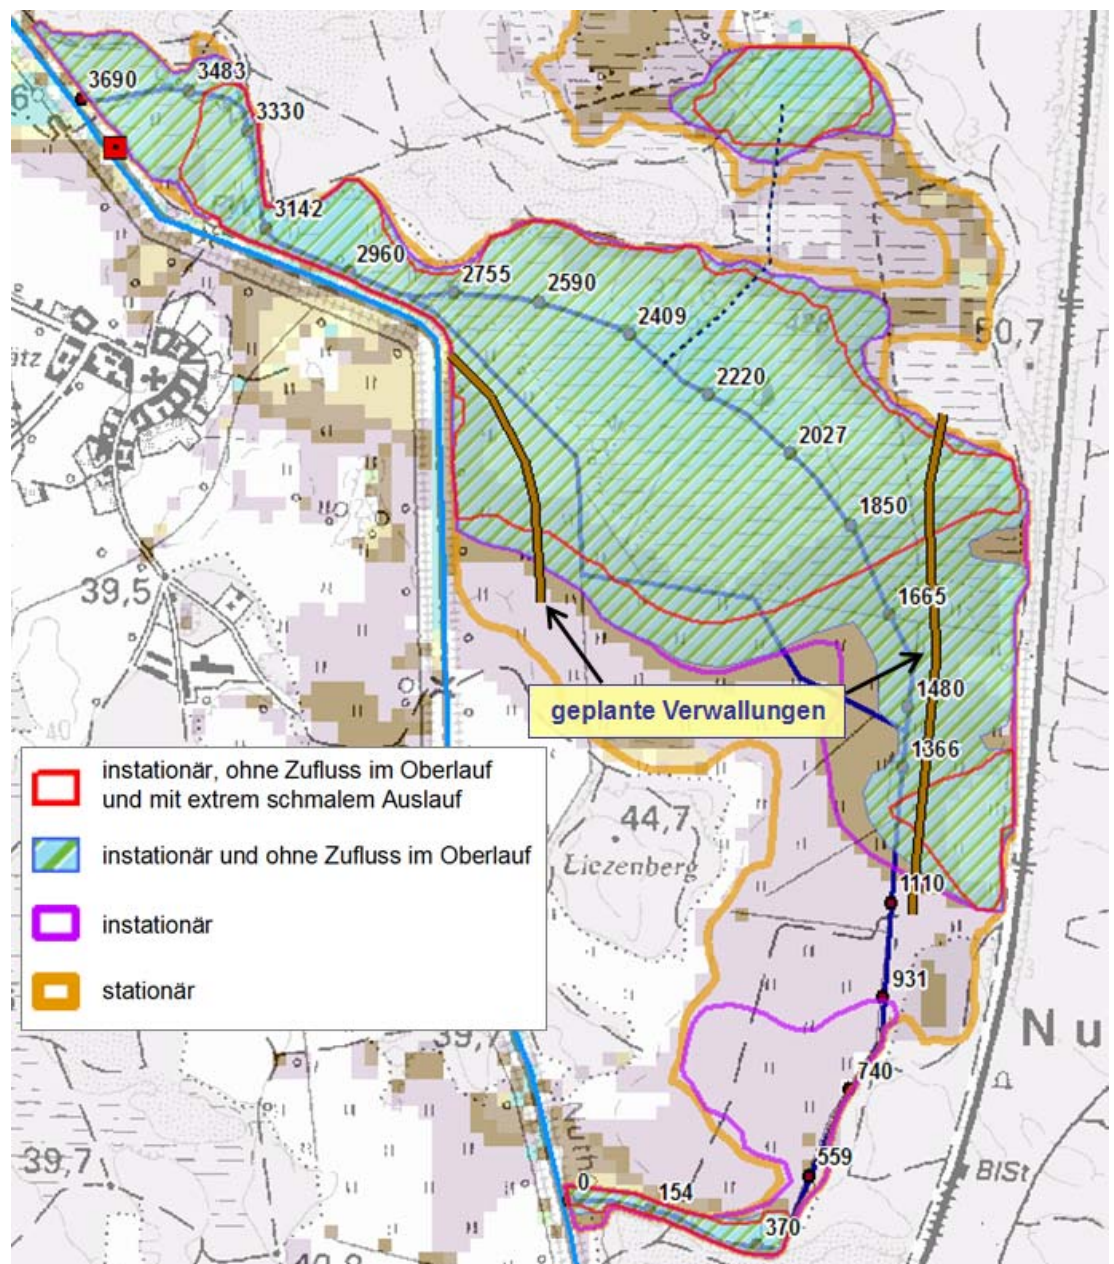 3690
3483
3330
3142
2960
2755
2590
2409
2220
2027
1850
1665
1480
1366
1110
931
740
559
370
154
0
50,7
39,5
40
geplante Verwallungen
instationär, ohne Zufluss im Oberlauf
und mit extrem schmalem Auslauf
instationär und ohne Zufluss im Oberlauf
instationär
stationär
44,7
Liezenberg
Nu
39,7
BlSt